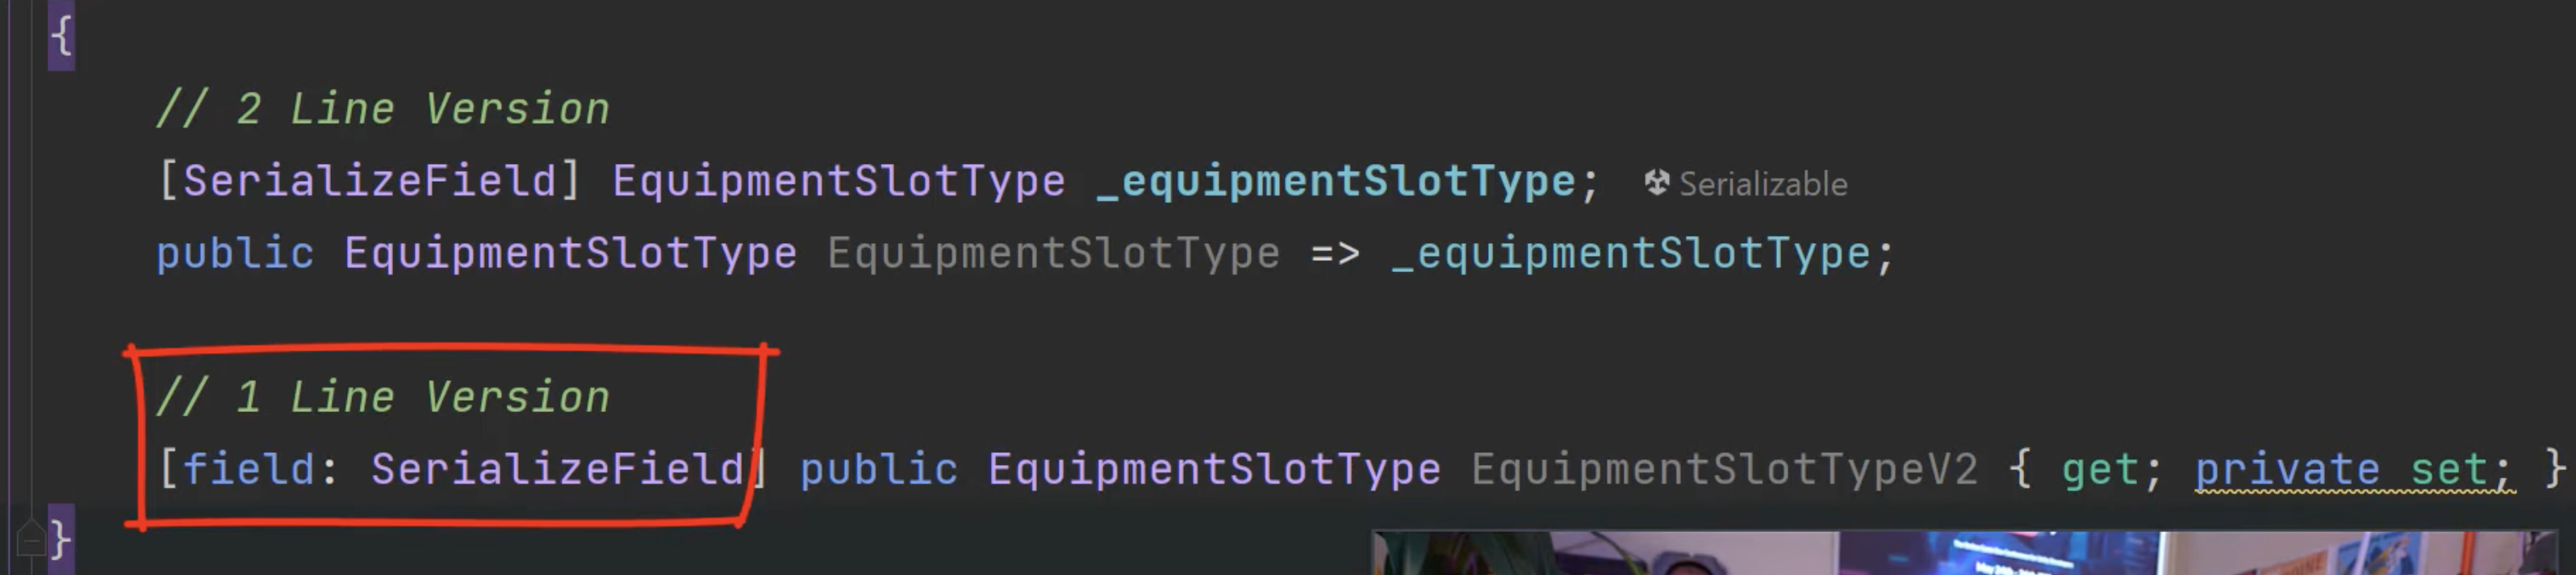 {
// 2 Line Version
[SerializeField] EquipmentSlotType _equipmentSlotType; Serializable
public EquipmentSlotType EquipmentSlotType => _equipmentSlotType;
// 1 Line Version
[field: SerializeField] public EquipmentSlotType EquipmentSlotTypeV2 { get; private set; }
}